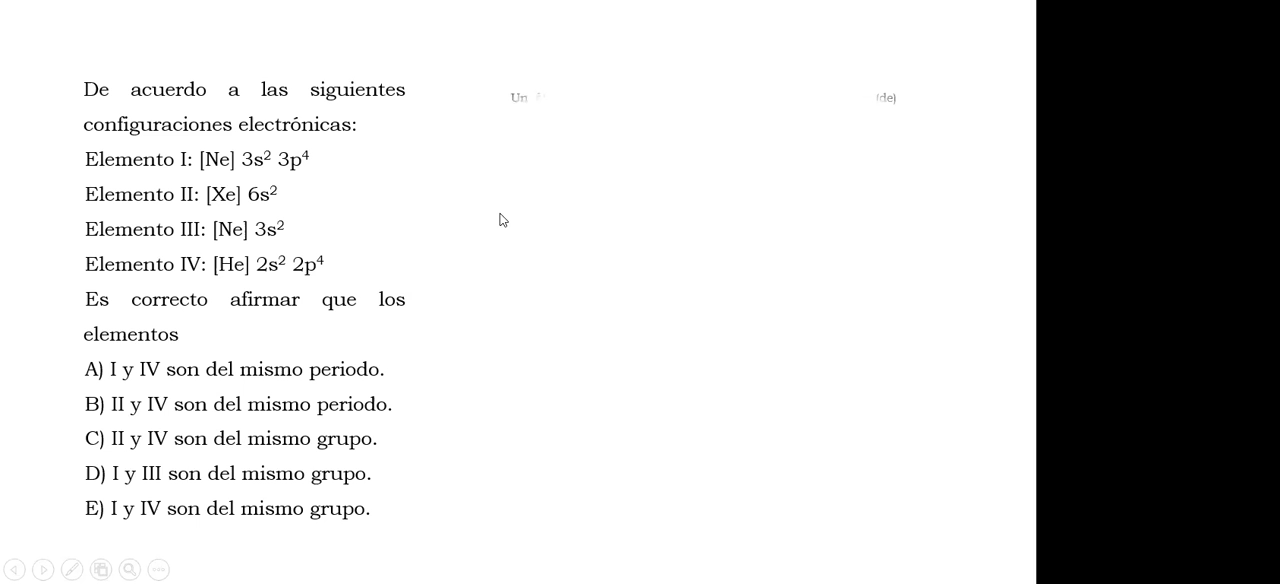 De acuerdo a las siguientes
configuraciones electrónicas:
Elemento I: [Ne] 3s² 3p⁴
Elemento II: [Xe] 6s²
Elemento III: [Ne] 3s²
Elemento IV: [He] 2s² 2p⁴
Es correcto afirmar que los
elementos
A) I y IV son del mismo periodo.
B) II y IV son del mismo periodo.
C) II y IV son del mismo grupo.
D) I y III son del mismo grupo.
E) I y IV son del mismo grupo.